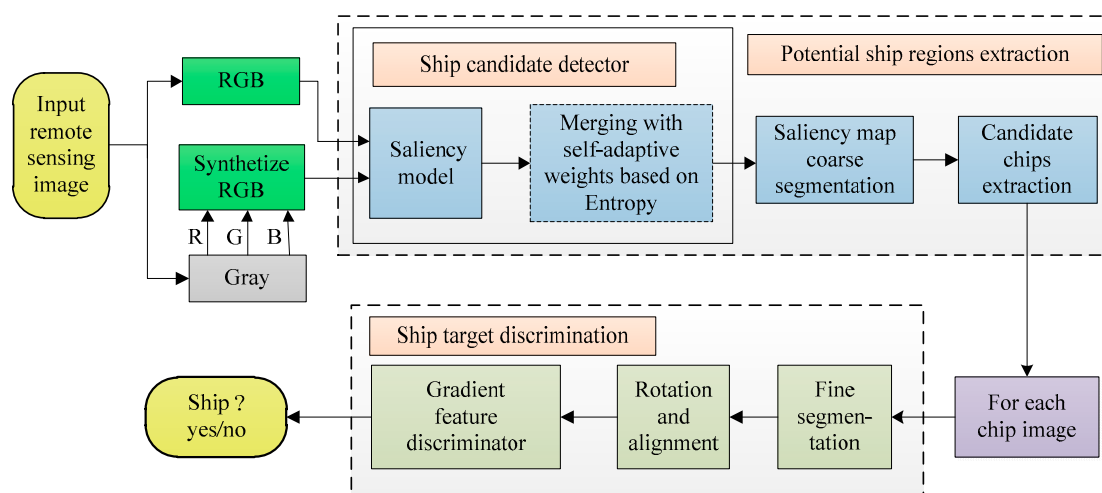 Input
remote
sensing
image
RGB
Synthetize
RGB
R G B
Gray
Ship candidate detector
Potential ship regions extraction
Saliency
model
Merging with
self-adaptive
weights based on
Entropy
Saliency map
coarse
segmentation
Candidate
chips
extraction
For each
chip image
Ship target discrimination
Fine
segmen-
tation
Rotation
and
alignment
Gradient
feature
discriminator
Ship ?
yes/no